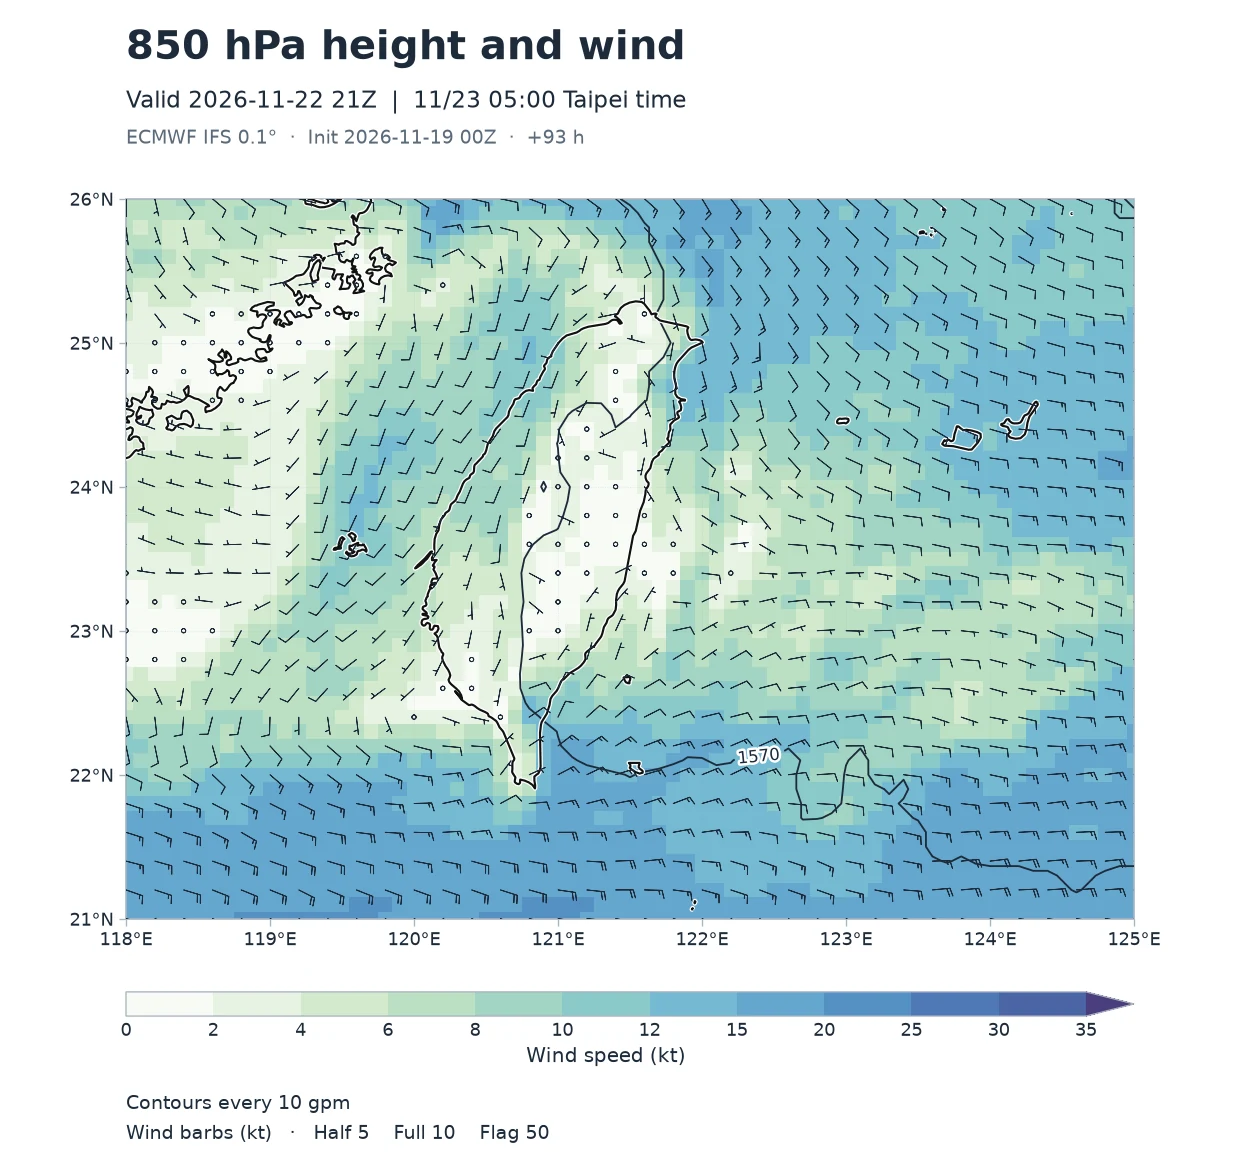 850 hPa height and wind
Valid 2026-11-22 21Z | 11/23 05:00 Taipei time
ECMWF IFS 0.1° · Init 2026-11-19 00Z · +93 h
26°N
25°N
24°N
23°N
22°N
21°N
1570
118°E 119°E 120°E 121°E 122°E 123°E 124°E 125°E
0 2 4 6 8 10 12 15 20 25 30 35
Wind speed (kt)
Contours every 10 gpm
Wind barbs (kt) · Half 5 Full 10 Flag 50